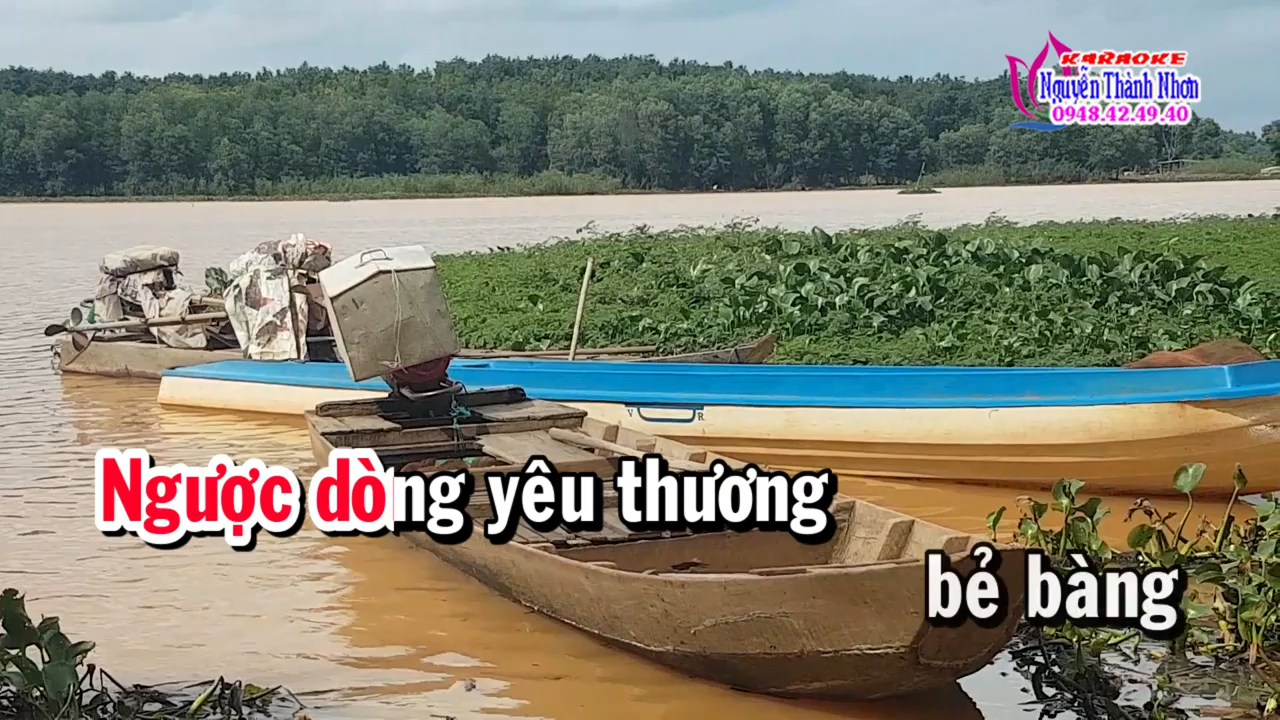 KARAOKE
Nguyễn Thành Nhơn
0948.42.49.40
V R
Ngược dòng yêu thương
bẻ bàng